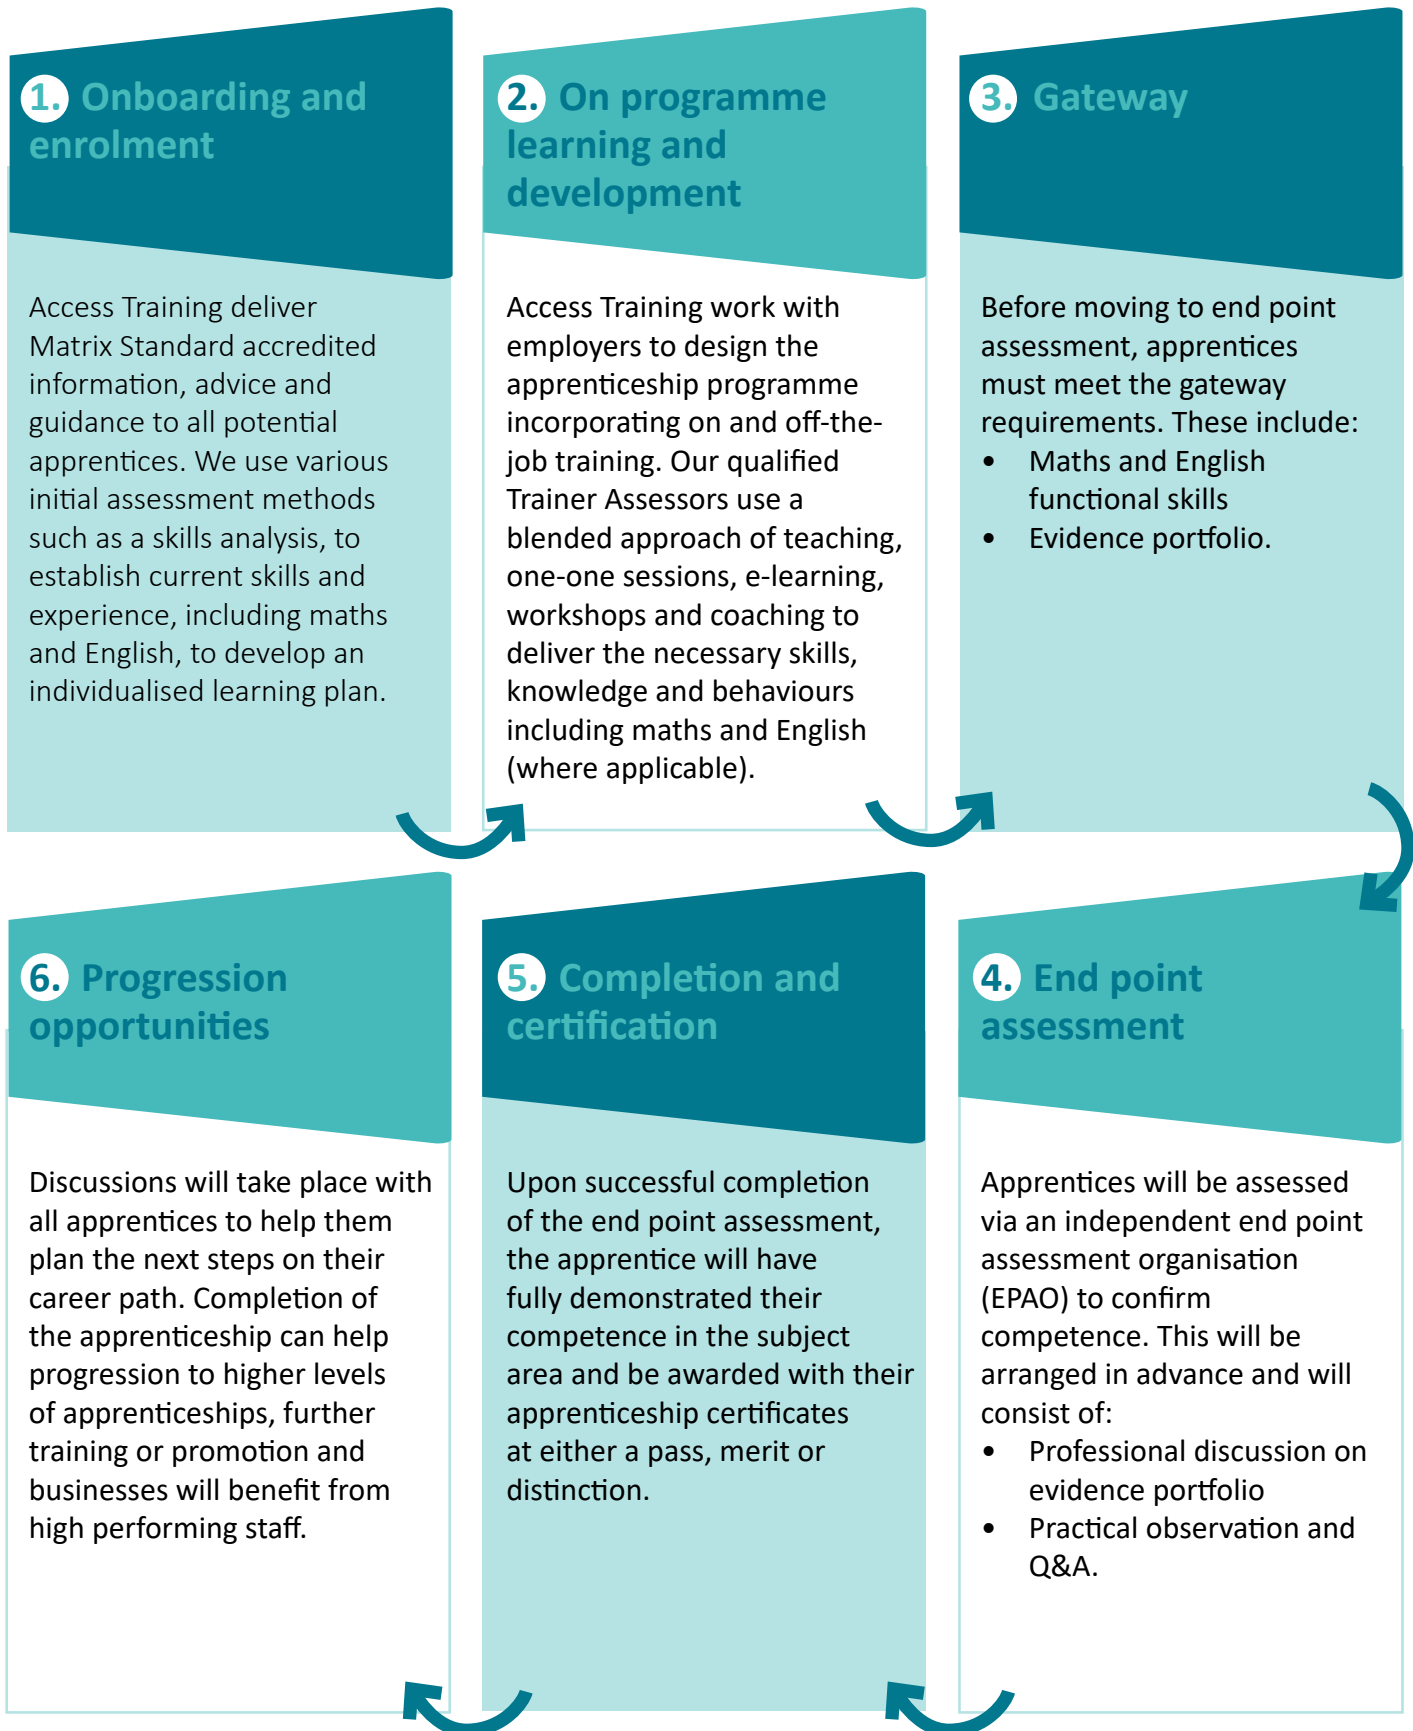 1. Onboarding and
enrolment
Access Training deliver
Matrix Standard accredited
information, advice and
guidance to all potential
apprentices. We use various
initial assessment methods
such as a skills analysis, to
establish current skills and
experience, including maths
and English, to develop an
individualised learning plan.
2. On programme
learning and
development
Access Training work with
employers to design the
apprenticeship programme
incorporating on and off-the-
job training. Our qualified
Trainer Assessors use a
blended approach of teaching,
one-one sessions, e-learning,
workshops and coaching to
deliver the necessary skills,
knowledge and behaviours
including maths and English
(where applicable).
3. Gateway
Before moving to end point
assessment, apprentices
must meet the gateway
requirements. These include:
• Maths and English
functional skills
• Evidence portfolio.
4. End point
assessment
Apprentices will be assessed
via an independent end point
assessment organisation
(EPAO) to confirm
competence. This will be
arranged in advance and will
consist of:
• Professional discussion on
evidence portfolio
• Practical observation and
Q&A.
5. Completion and
certification
Upon successful completion
of the end point assessment,
the apprentice will have
fully demonstrated their
competence in the subject
area and be awarded with their
apprenticeship certificates
at either a pass, merit or
distinction.
6. Progression
opportunities
Discussions will take place with
all apprentices to help them
plan the next steps on their
career path. Completion of
the apprenticeship can help
progression to higher levels
of apprenticeships, further
training or promotion and
businesses will benefit from
high performing staff.